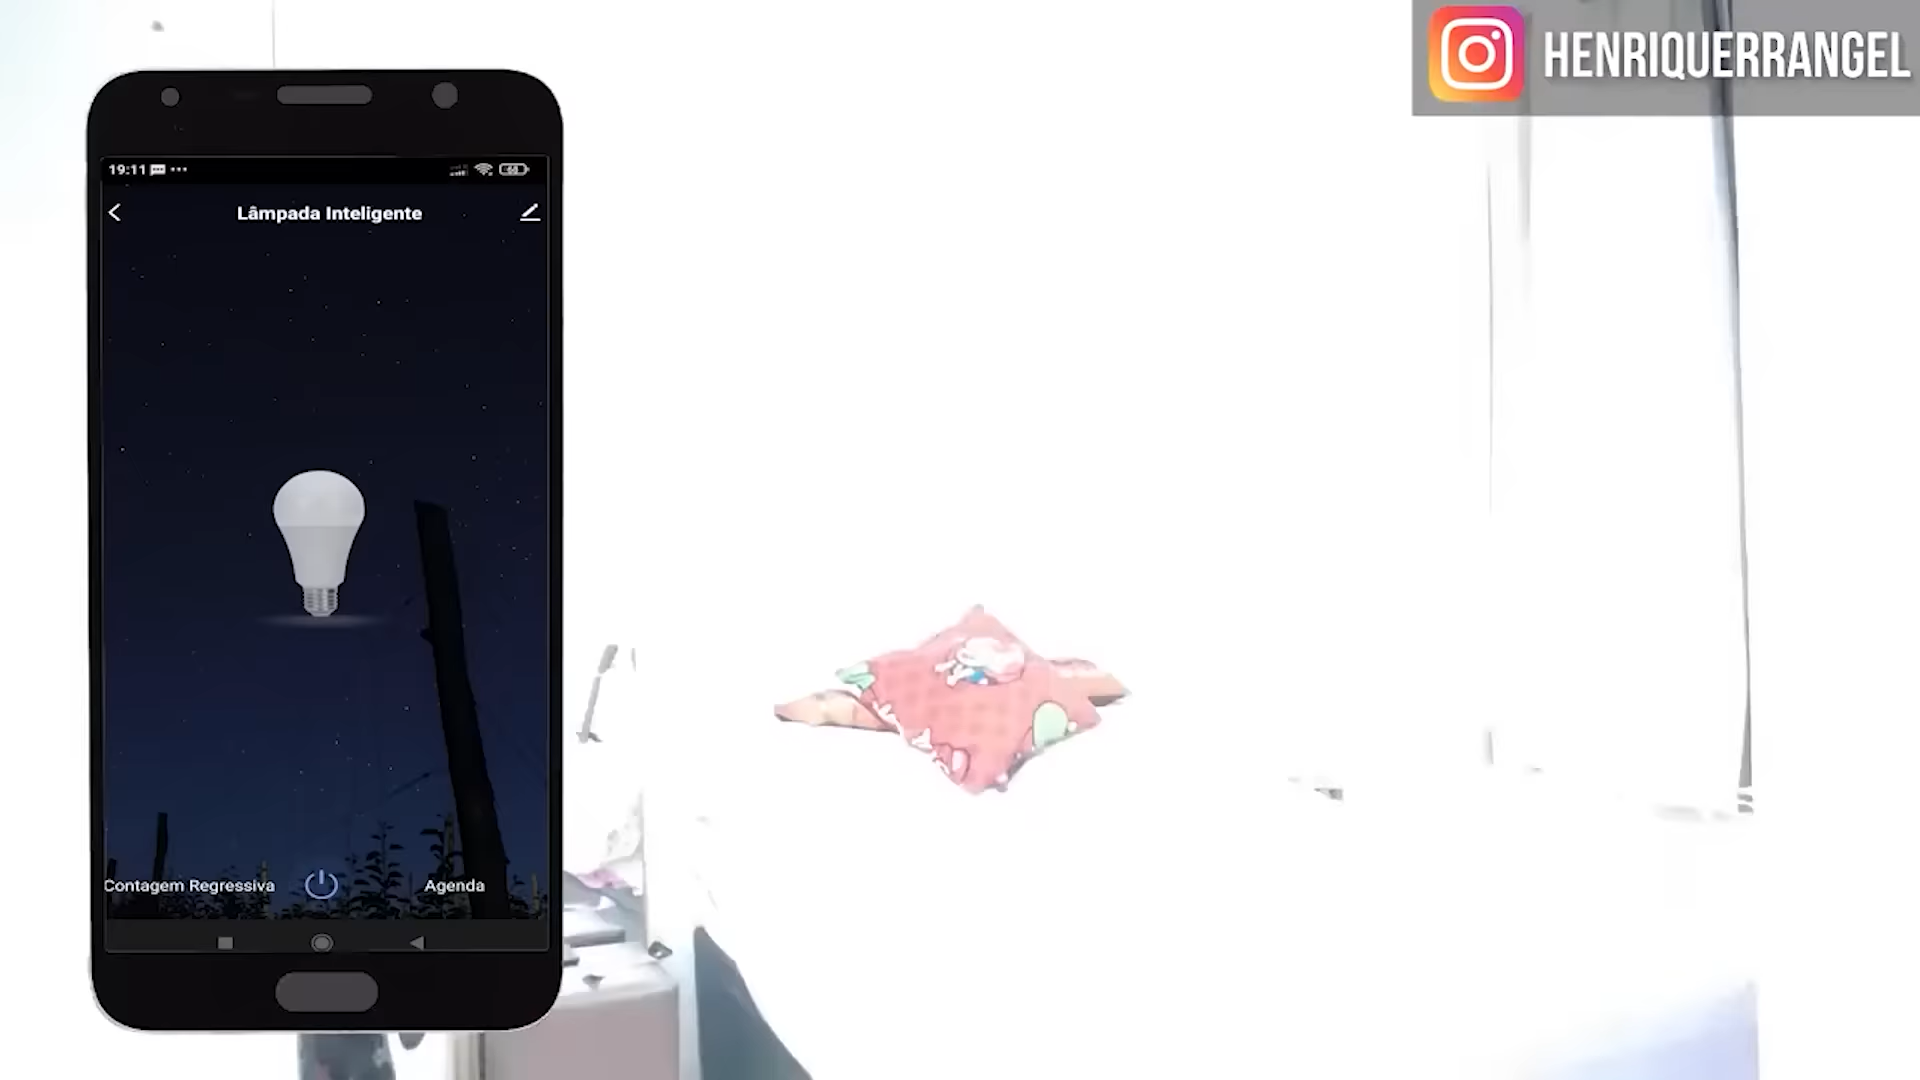 HENRIQUERRANGEL
19:11
Lâmpada Inteligente
Contagem Regressiva
Agenda